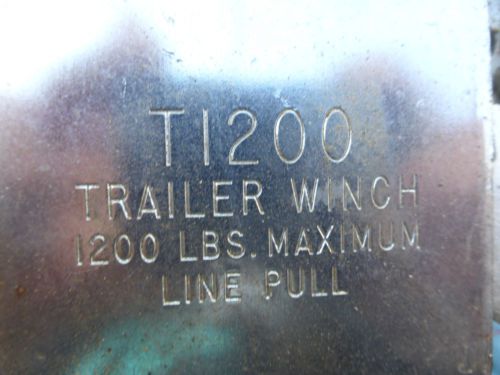 T1200
TRAILER WINCH
1200 LBS. MAXIMUM
LINE PULL